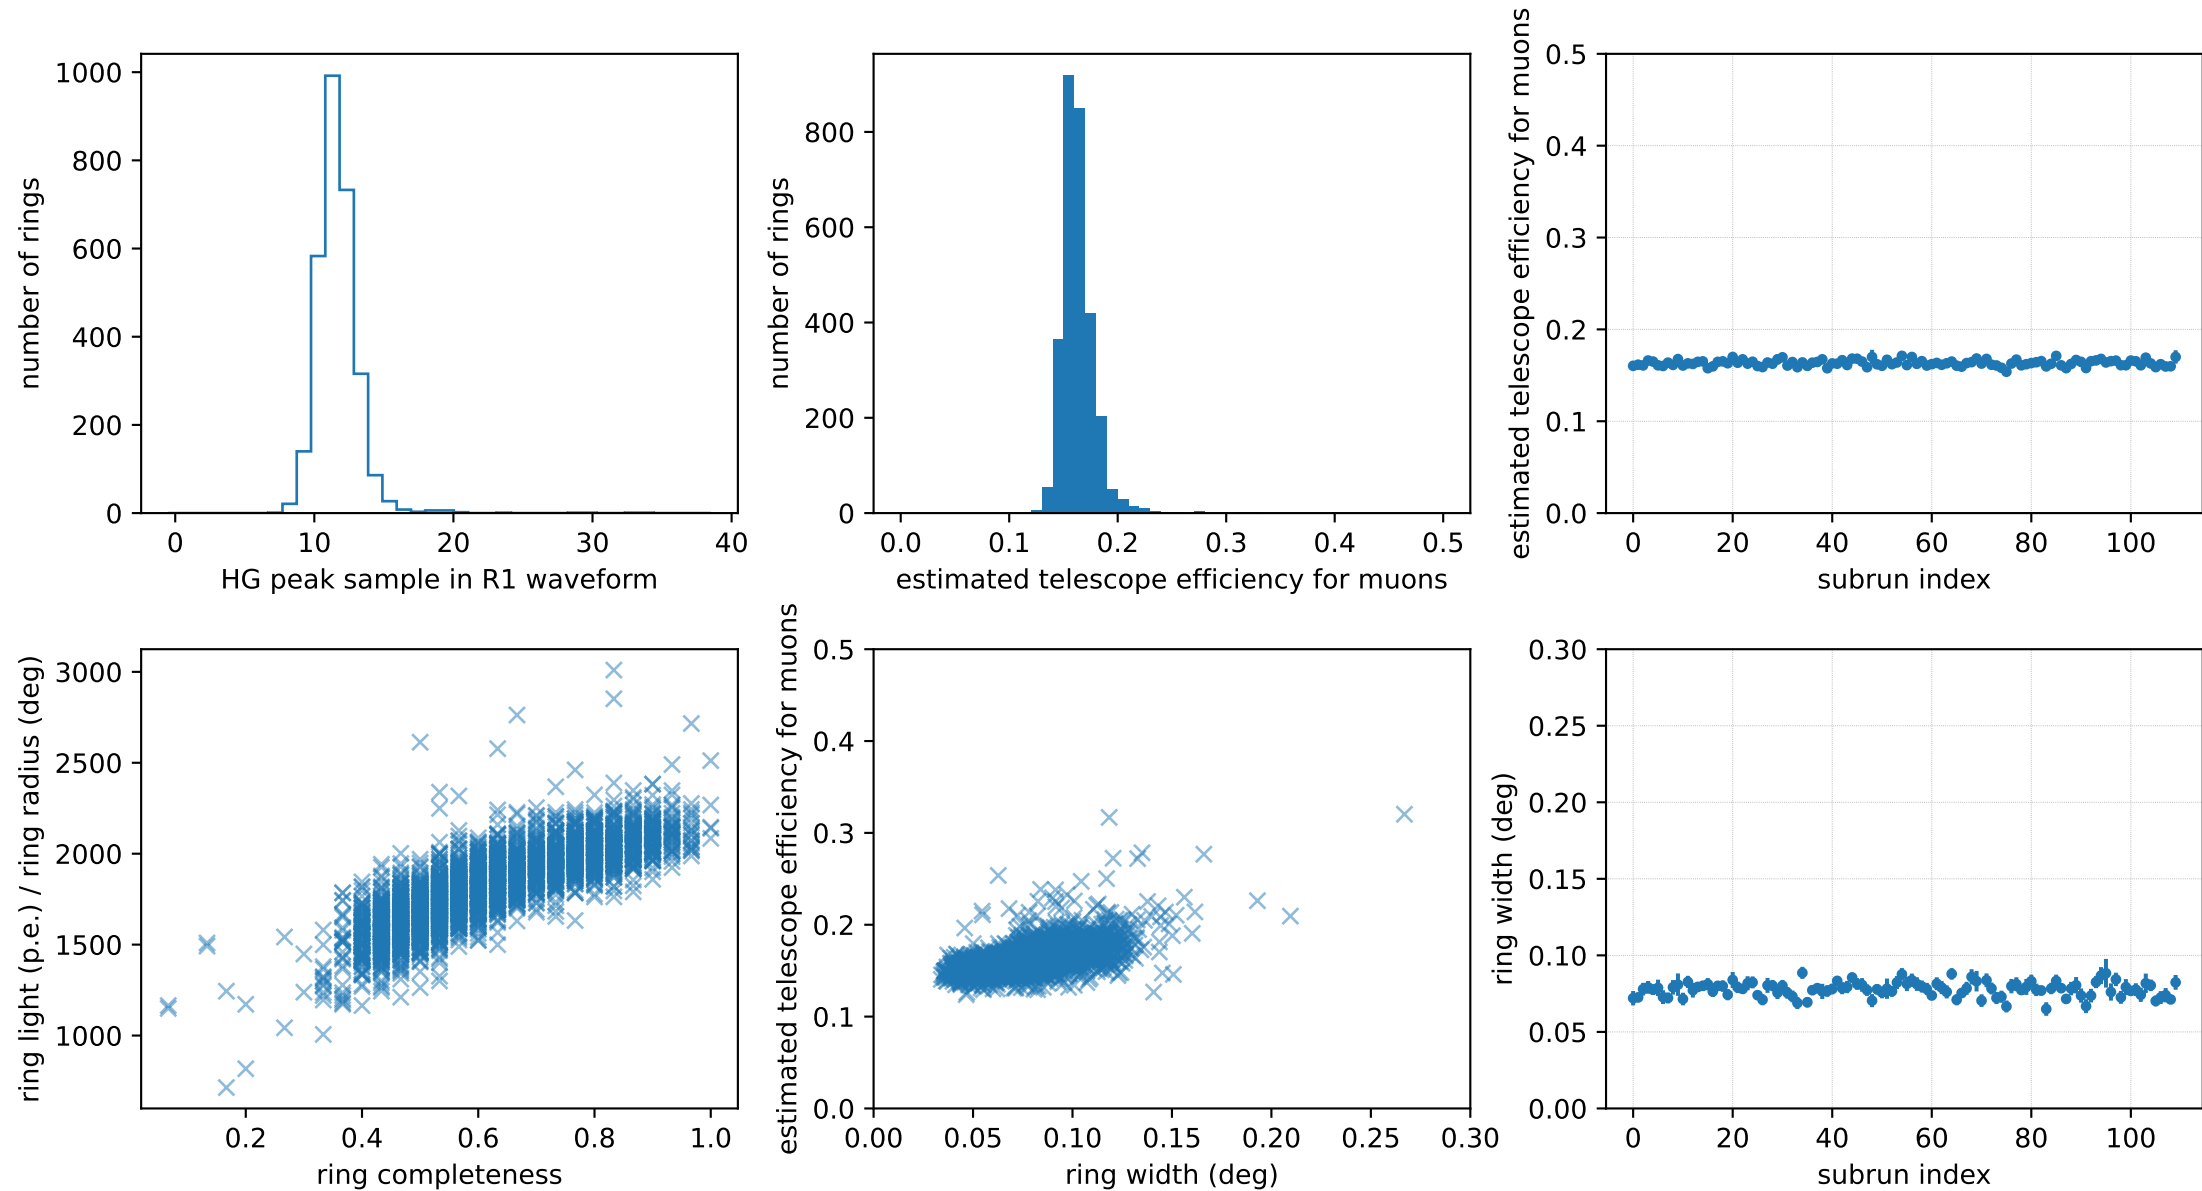 number of rings
1000
800
600
400
200
0
0 10 20 30 40
HG peak sample in R1 waveform
number of rings
800
600
400
200
0
0.0 0.1 0.2 0.3 0.4 0.5
estimated telescope efficiency for muons
estimated telescope efficiency for muons
0.5
0.4
0.3
0.2
0.1
0.0
0 20 40 60 80 100
subrun index
ring light (p.e.) / ring radius (deg)
3000
2500
2000
1500
1000
0.2 0.4 0.6 0.8 1.0
ring completeness
estimated telescope efficiency for muons
0.5
0.4
0.3
0.2
0.1
0.0
0.00 0.05 0.10 0.15 0.20 0.25 0.30
ring width (deg)
ring width (deg)
0.30
0.25
0.20
0.15
0.10
0.05
0.00
0 20 40 60 80 100
subrun index